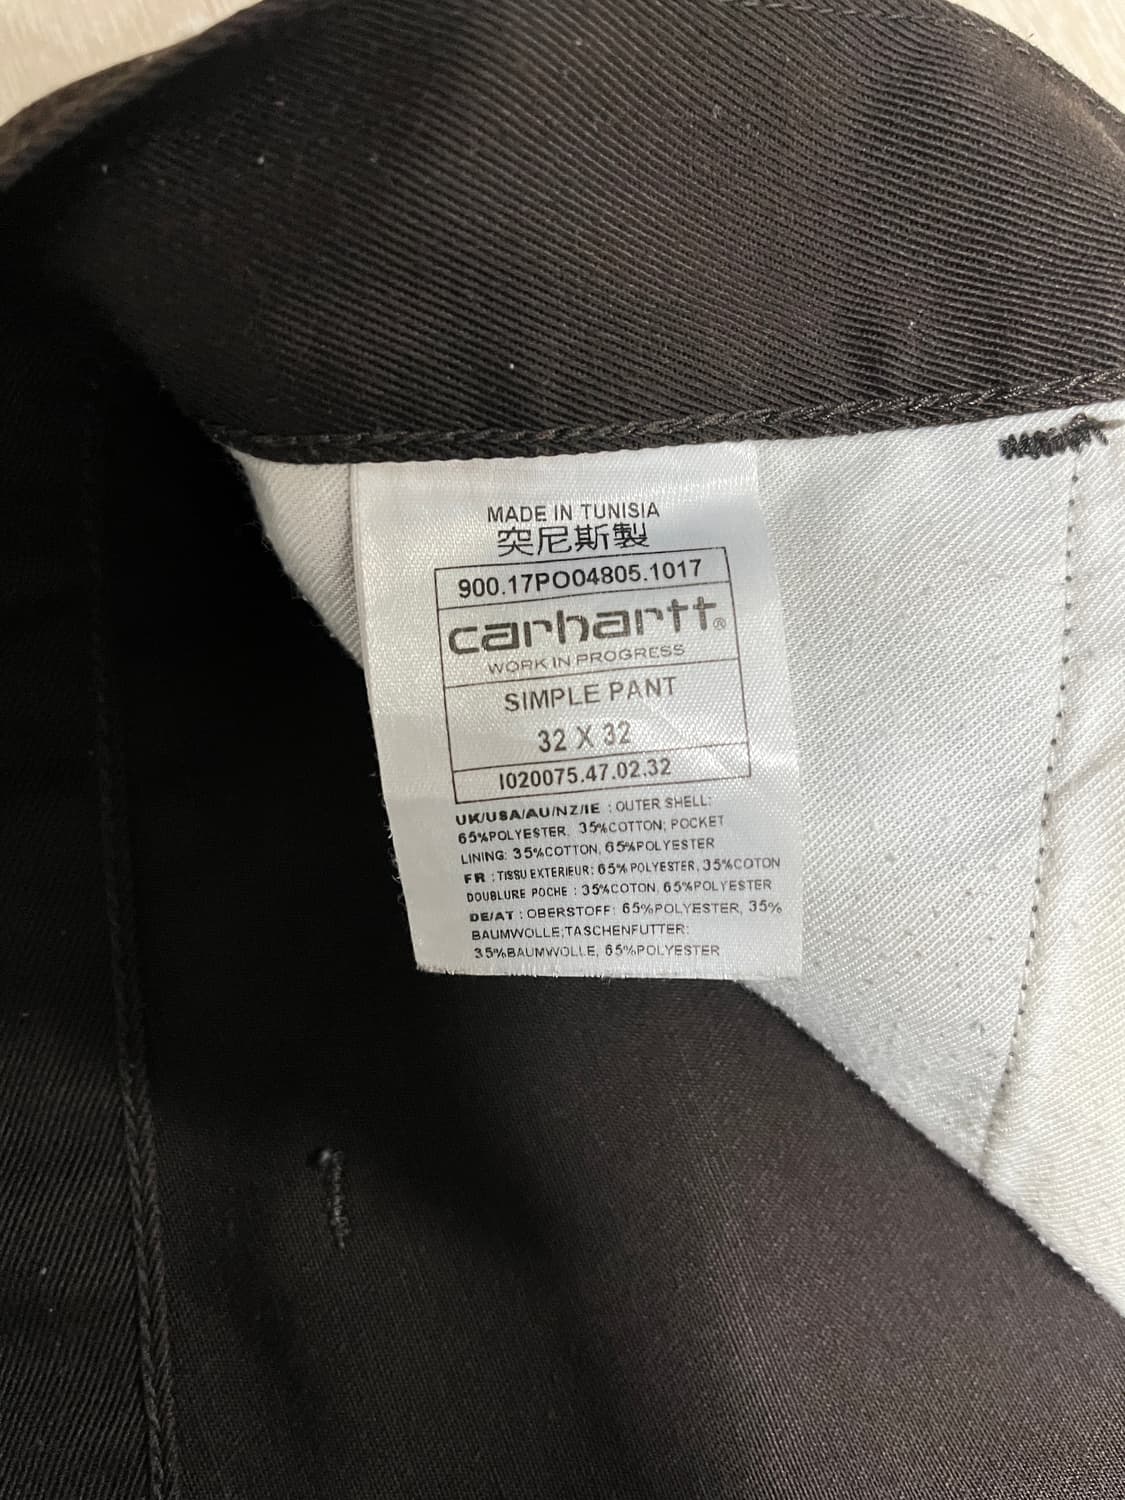 MADE IN TUNISIA
突尼斯製
900.17PO04805.1017
carhartt®
WORK IN PROGRESS
SIMPLE PANT
32 X 32
I020075.47.02.32
UK/USA/AU/NZ/IE : OUTER SHELL:
65%POLYESTER, 35%COTTON; POCKET
LINING: 35%COTTON, 65%POLYESTER
FR : TISSU EXTERIEUR: 65%POLYESTER, 35%COTON
DOUBLURE POCHE : 35%COTON, 65%POLYESTER
DE/AT : OBERSTOFF: 65%POLYESTER, 35%
BAUMWOLLE;TASCHENFUTTER:
35%BAUMWOLLE, 65%POLYESTER